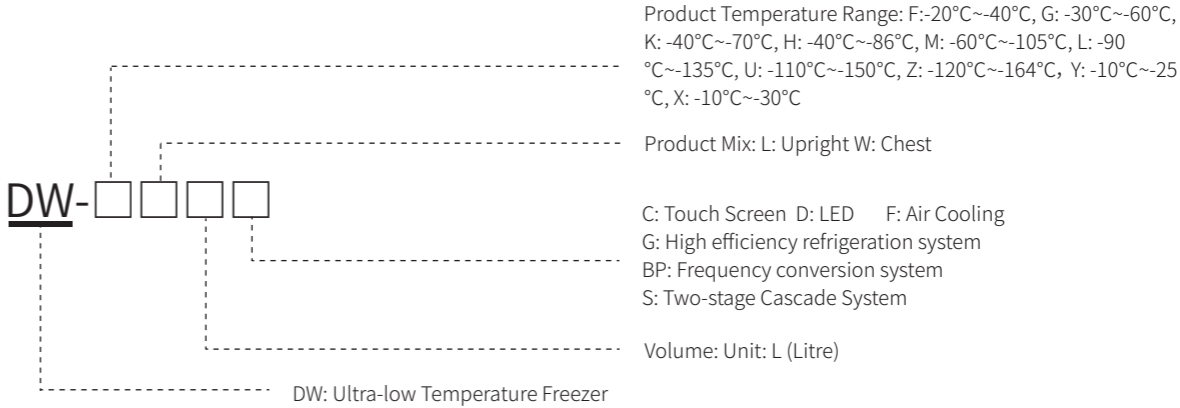 Product Temperature Range: F:-20°C~-40°C, G: -30°C~-60°C,
K: -40°C~-70°C, H: -40°C~-86°C, M: -60°C~-105°C, L: -90
°C~-135°C, U: -110°C~-150°C, Z: -120°C~-164°C, Y: -10°C~-25
°C, X: -10°C~-30°C
Product Mix: L: Upright W: Chest
DW-□□□□
C: Touch Screen D: LED F: Air Cooling
G: High efficiency refrigeration system
BP: Frequency conversion system
S: Two-stage Cascade System
Volume: Unit: L (Litre)
DW: Ultra-low Temperature Freezer